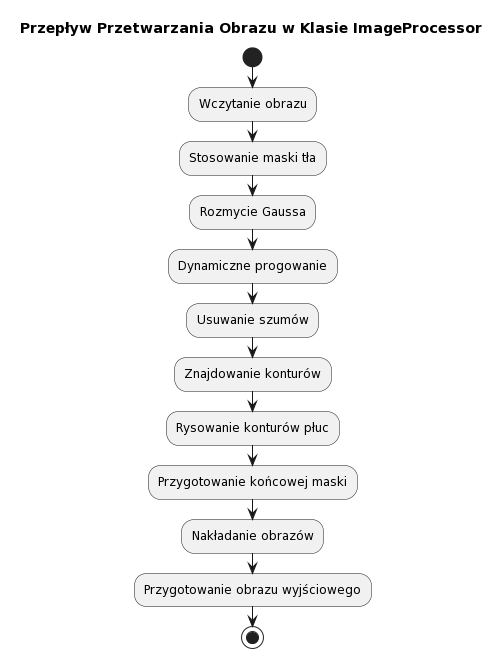 Przepływ Przetwarzania Obrazu w Klasie ImageProcessor
Wczytanie obrazu
Stosowanie maski tła
Rozmycie Gaussa
Dynamiczne progowanie
Usuwanie szumów
Znajdowanie konturów
Rysowanie konturów płuc
Przygotowanie końcowej maski
Nakładanie obrazów
Przygotowanie obrazu wyjściowego